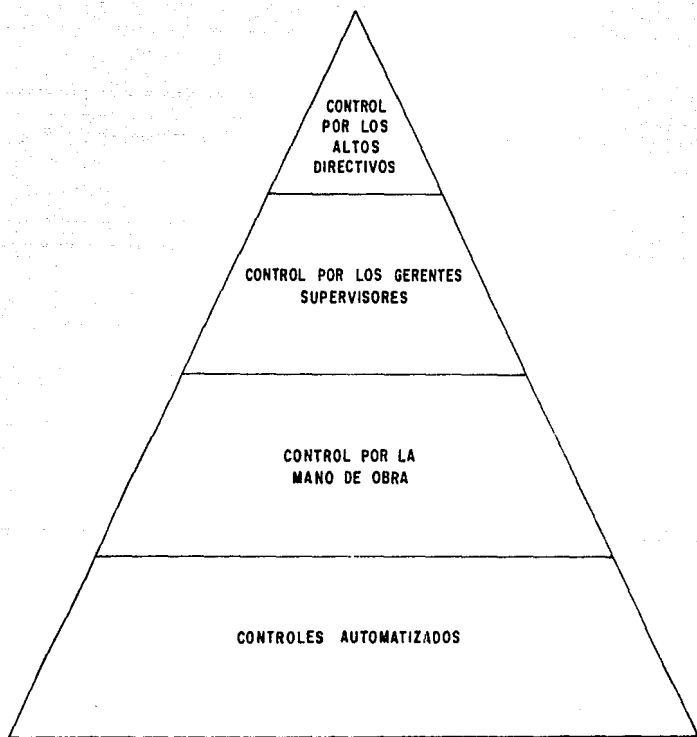 CONTROL
POR LOS
ALTOS
DIRECTIVOS
CONTROL POR LOS GERENTES
SUPERVISORES
CONTROL POR LA
MANO DE OBRA
CONTROLES AUTOMATIZADOS